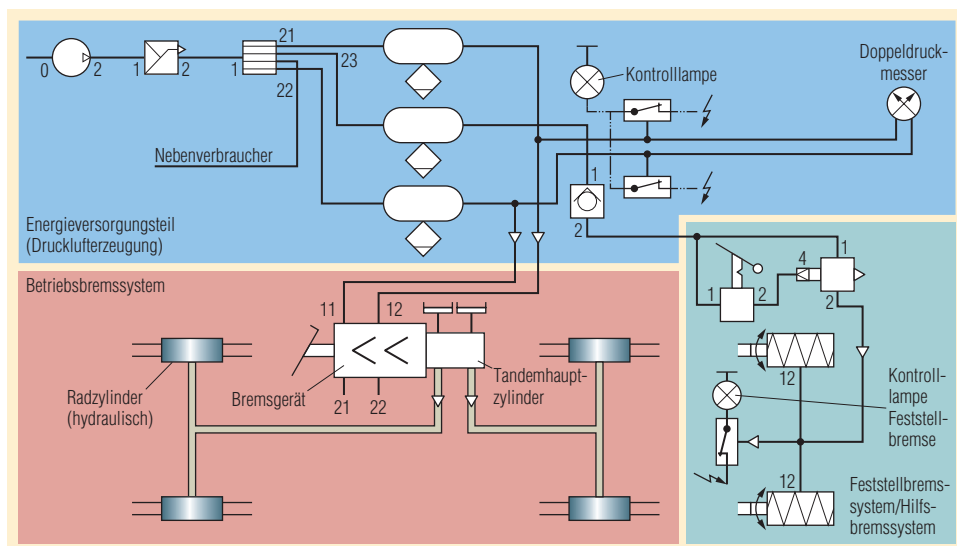 21
23
0
2
1
2
1
22
Nebenverbraucher
Kontrolllampe
Doppeldruck-
messer
1
2
Energieversorgungsteil
(Drucklufterzeugung)
Betriebsbremssystem
11
12
Radzylinder
(hydraulisch)
Bremsgerät
21
22
Tandemhaupt-
zylinder
1
4
1
2
2
12
Kontroll-
lampe
Feststell-
bremse
12
Feststellbrems-
system/Hilfs-
bremssystem